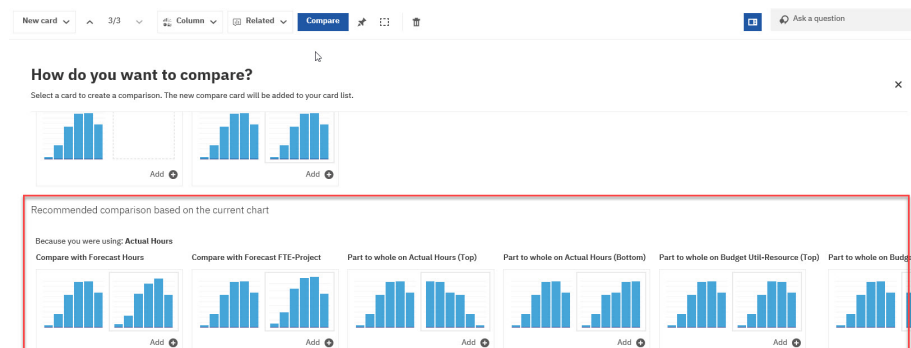 New card
3/3
Column
Related
Compare
Ask a question
How do you want to compare?
Select a card to create a comparison. The new compare card will be added to your card list.
Add
Add
Recommended comparison based on the current chart
Because you were using: Actual Hours
Compare with Forecast Hours
Compare with Forecast FTE-Project
Part to whole on Actual Hours (Top)
Part to whole on Actual Hours (Bottom)
Part to whole on Budget Util-Resource (Top)
Part to whole on Budg
Add
Add
Add
Add
Add